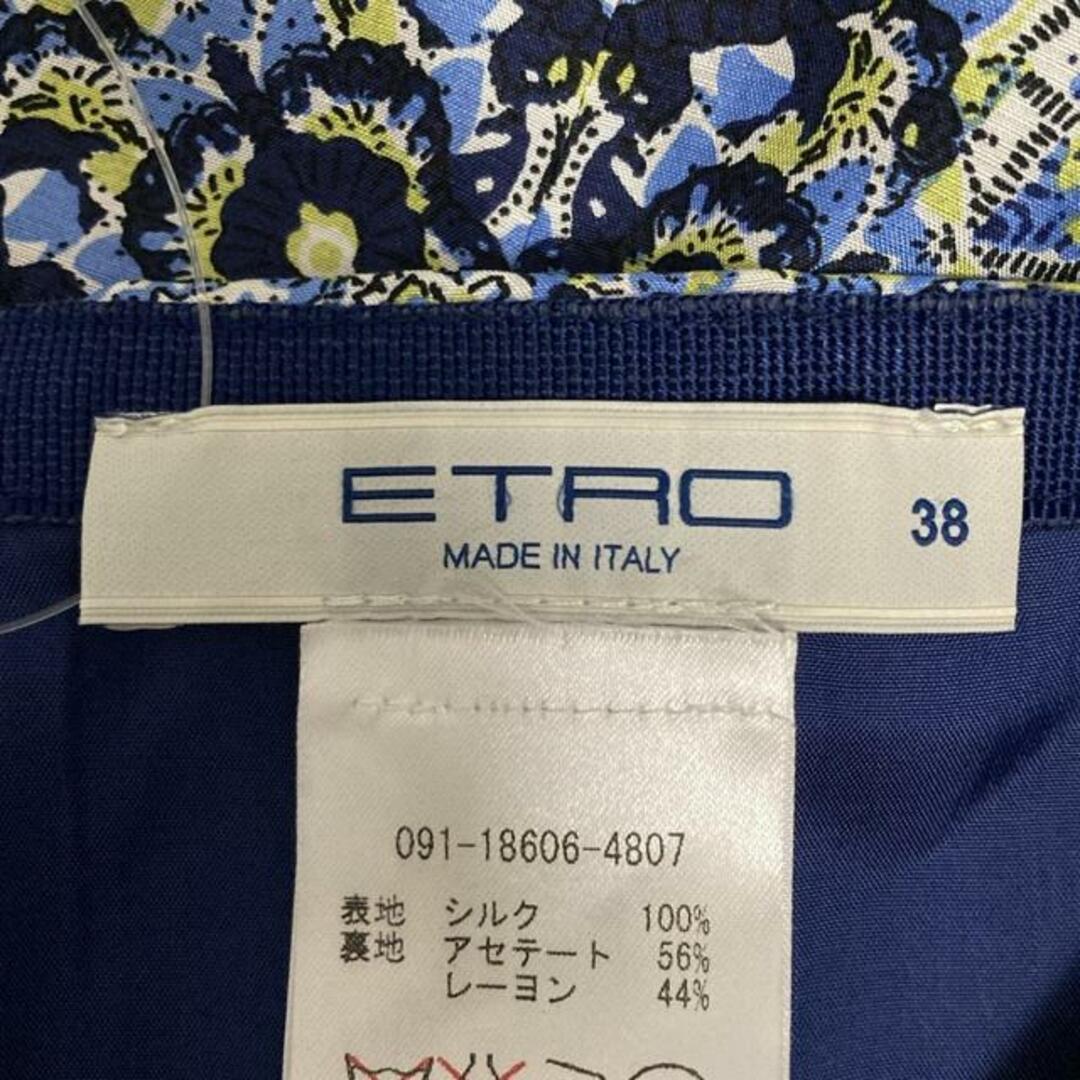 ETRO
MADE IN ITALY
38
091-18606-4807
表地 シルク 100%
裏地 アセテート 56%
レーヨン 44%